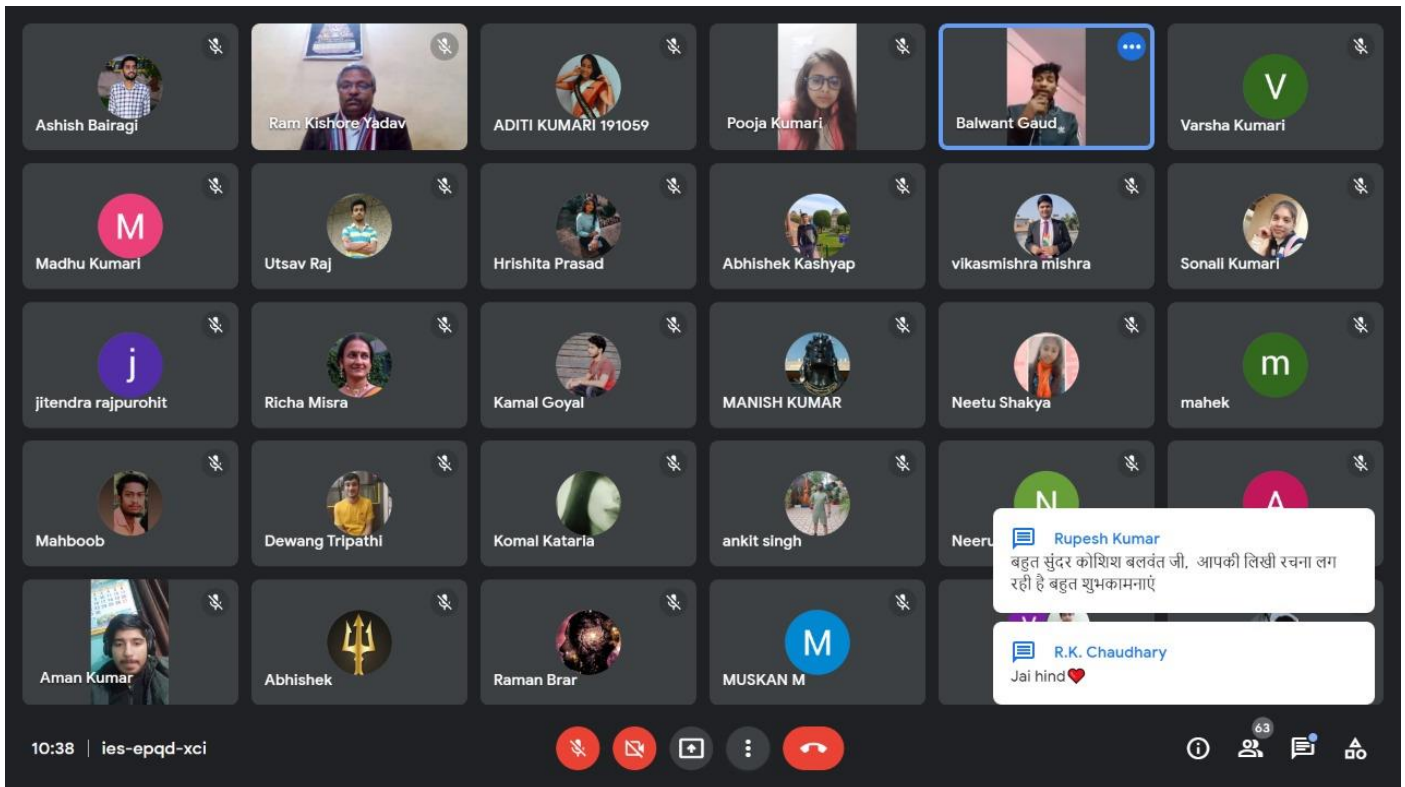 Ashish Bairagi
Ram Kishore Yadav
ADITI KUMARI 191059
Pooja Kumari
Balwant Gaud
V
Varsha Kumari
M
Madhu Kumari
Utsav Raj
Hrishita Prasad
Abhishek Kashyap
vikasmishra mishra
Sonali Kumari
j
jitendra rajpurohit
Richa Misra
Kamal Goyal
MANISH KUMAR
Neetu Shakya
m
mahek
Mahboob
Dewang Tripathi
Komal Kataria
ankit singh
N
Neeru
A
Rupesh Kumar
बहुत सुंदर कोशिश बलवंत जी, आपकी लिखी रचना लग
रही है बहुत शुभकामनाएं
Aman Kumar
Abhishek
Raman Brar
M
MUSKAN M
V
R.K. Chaudhary
Jai hind❤️
10:38 | ies-epqd-xci
63